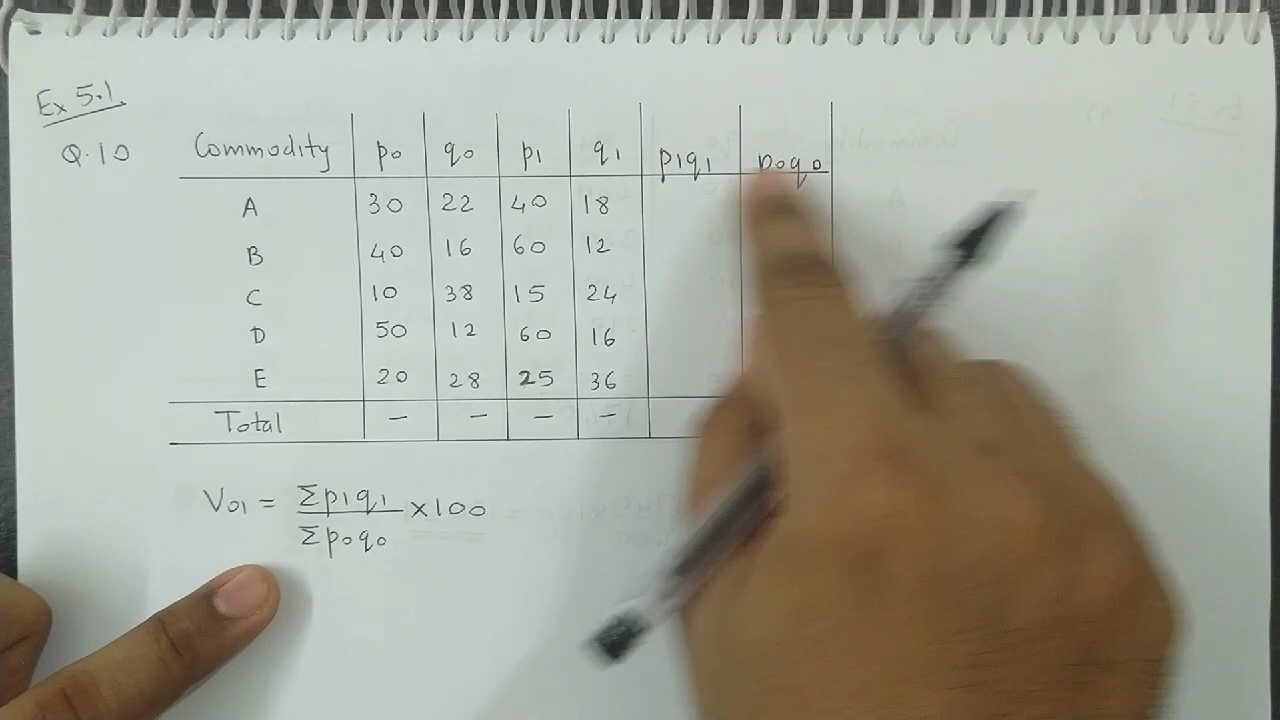 Ex 5.1
Q.10
Commodity p₀ q₀ p₁ q₁ p₁q₁ p₀q₀
A 30 22 40 18
B 40 16 60 12
C 10 38 15 24
D 50 12 60 16
E 20 28 25 36
Total — — — —
V₀₁ = Σp₁q₁ / Σp₀q₀ × 100